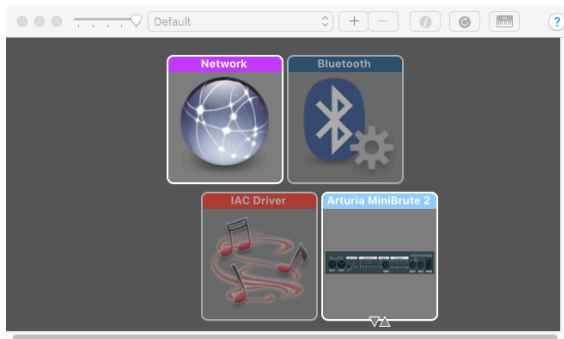 Default
?
Network
Bluetooth
IAC Driver
Arturia MiniBrute 2